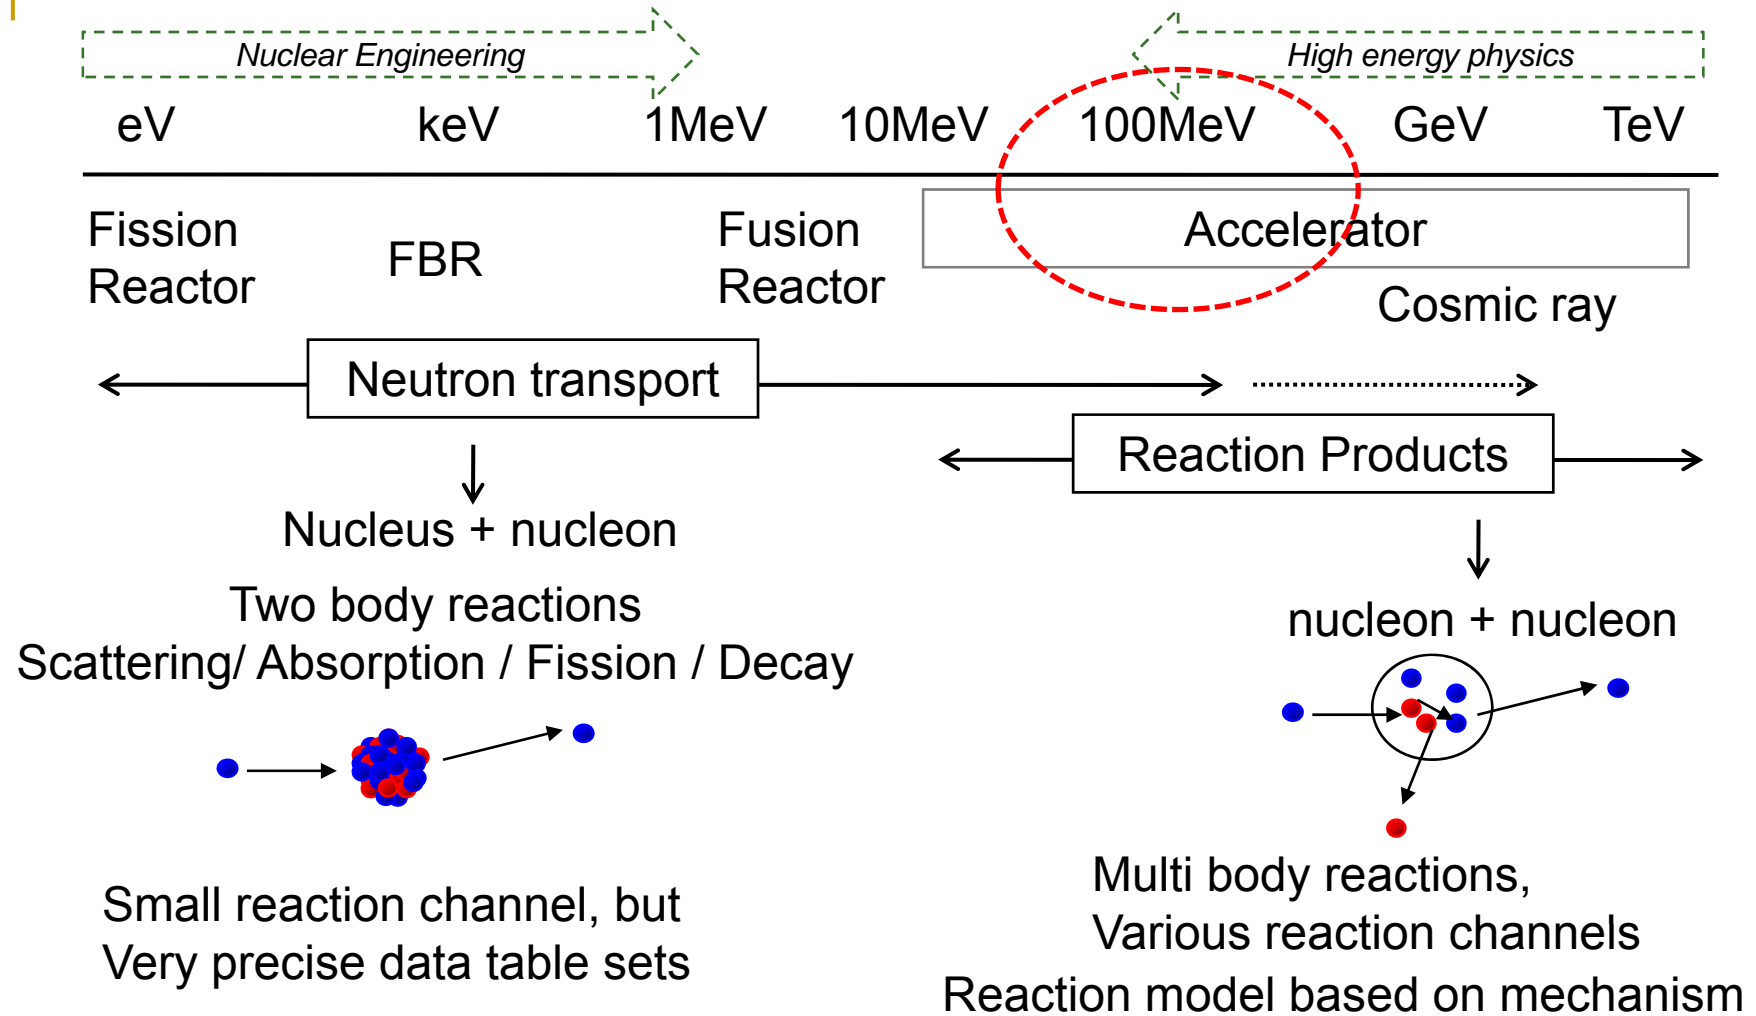 Nuclear Engineering
High energy physics
eV keV 1MeV 10MeV 100MeV GeV TeV
Fission
Reactor
FBR
Fusion
Reactor
Accelerator
Cosmic ray
Neutron transport
Reaction Products
Nucleus + nucleon
Two body reactions
Scattering/ Absorption / Fission / Decay
nucleon + nucleon
Small reaction channel, but
Very precise data table sets
Multi body reactions,
Various reaction channels
Reaction model based on mechanism